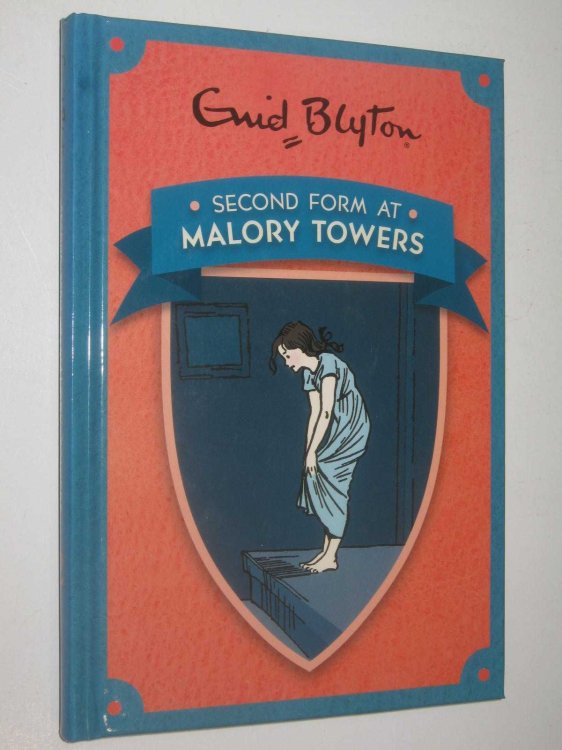 Enid Blyton®
• SECOND FORM AT •
MALORY TOWERS